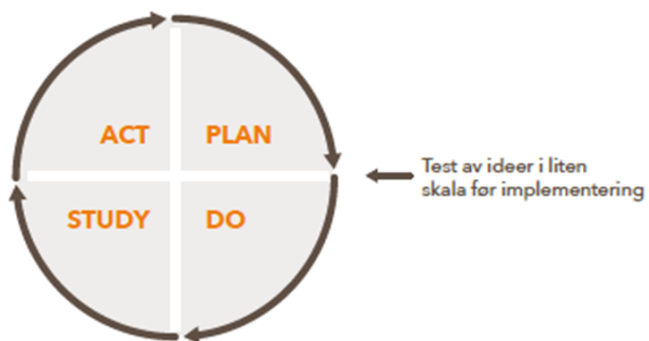 ACT PLAN
STUDY DO
Test av ideer i liten
skala før implementering